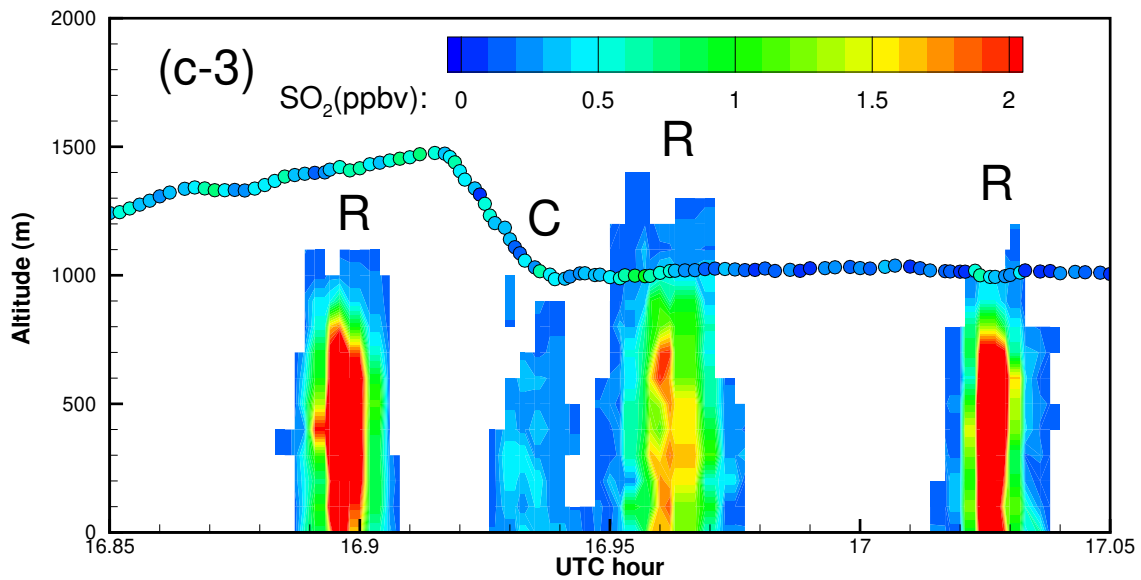 2000
(c-3)
SO₂(ppbv): 0 0.5 1 1.5 2
1500
R
R
R
C
1000
Altitude (m)
500
0
16.85 16.9 16.95 17 17.05
UTC hour